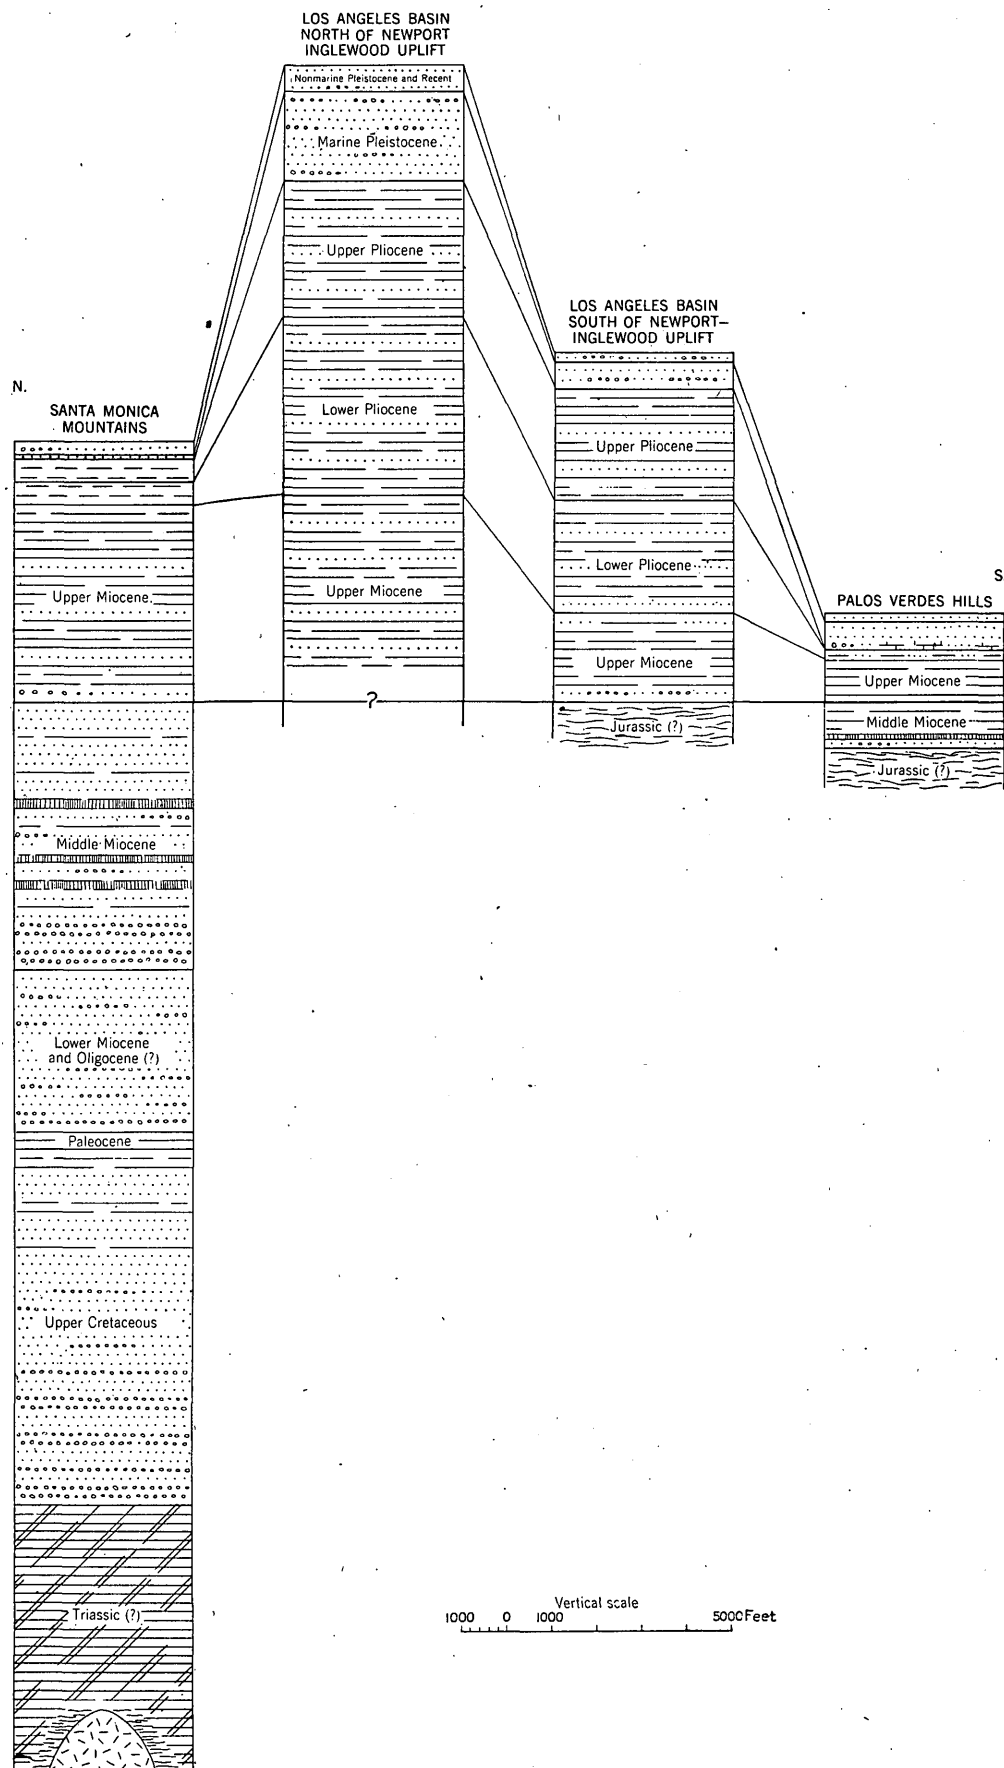 LOS ANGELES BASIN
NORTH OF NEWPORT
INGLEWOOD UPLIFT
Nonmarine Pleistocene and Recent
Marine Pleistocene
Upper Pliocene
Lower Pliocene
Upper Miocene
?
N.
SANTA MONICA
MOUNTAINS
Upper Miocene
Middle Miocene
Lower Miocene
and Oligocene (?)
Paleocene
Upper Cretaceous
Triassic (?)
LOS ANGELES BASIN
SOUTH OF NEWPORT–
INGLEWOOD UPLIFT
Upper Pliocene
Lower Pliocene
Upper Miocene
Jurassic (?)
S
PALOS VERDES HILLS
Upper Miocene
Middle Miocene
Jurassic (?)
Vertical scale
1000 0 1000 5000 Feet